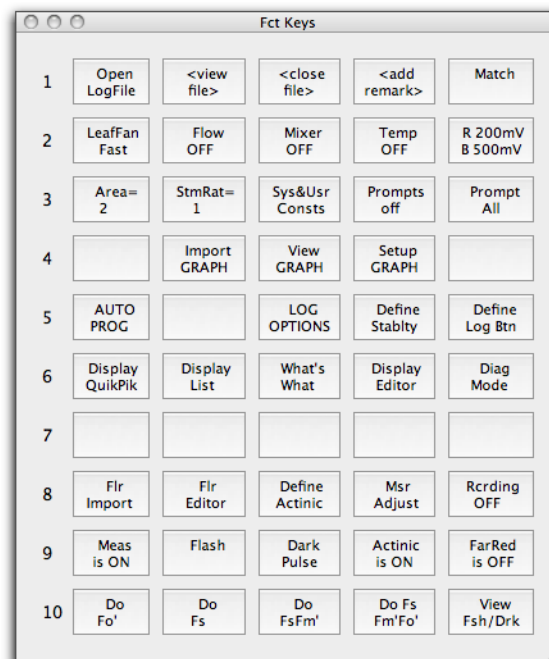 Fct Keys
1
Open
LogFile
<view
file>
<close
file>
<add
remark>
Match
2
LeafFan
Fast
Flow
OFF
Mixer
OFF
Temp
OFF
R 200mV
B 500mV
3
Area=
2
StmRat=
1
Sys&Usr
Consts
Prompts
off
Prompt
All
4
Import
GRAPH
View
GRAPH
Setup
GRAPH
5
AUTO
PROG
LOG
OPTIONS
Define
Stablty
Define
Log Btn
6
Display
QuikPik
Display
List
What's
What
Display
Editor
Diag
Mode
7
8
Flr
Import
Flr
Editor
Define
Actinic
Msr
Adjust
Rcrding
OFF
9
Meas
is ON
Flash
Dark
Pulse
Actinic
is ON
FarRed
is OFF
10
Do
Fo'
Do
Fs
Do
FsFm'
Do Fs
Fm'Fo'
View
Fsh/Drk